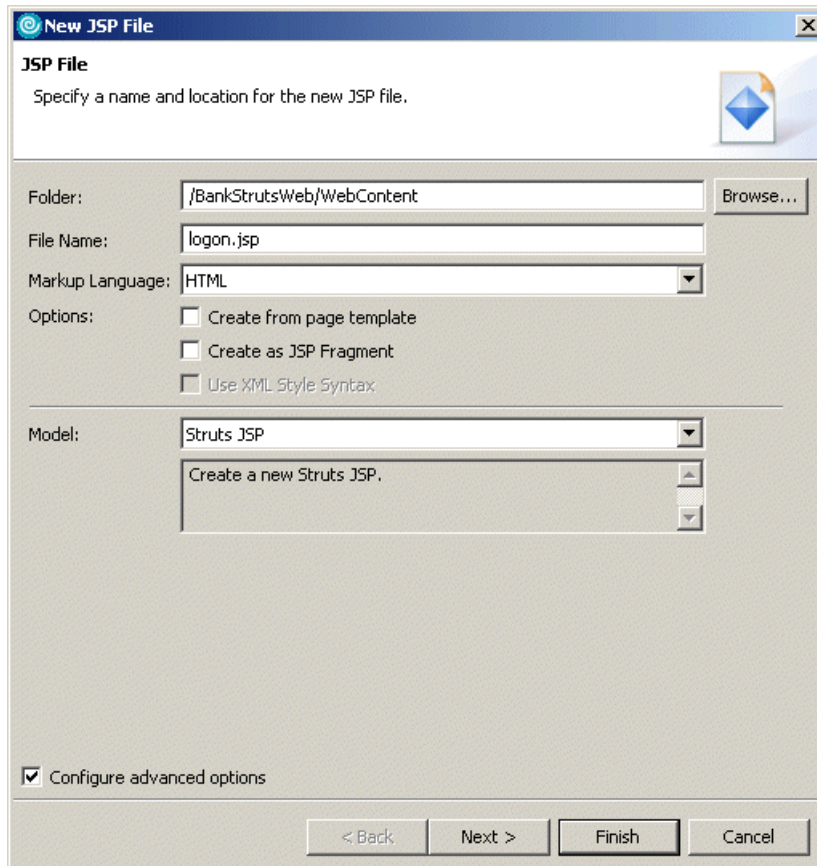 New JSP File
JSP File
Specify a name and location for the new JSP file.
Folder: /BankStrutsWeb/WebContent Browse...
File Name: logon.jsp
Markup Language: HTML
Options: Create from page template
Create as JSP Fragment
Use XML Style Syntax
Model: Struts JSP
Create a new Struts JSP.
Configure advanced options
< Back Next > Finish Cancel